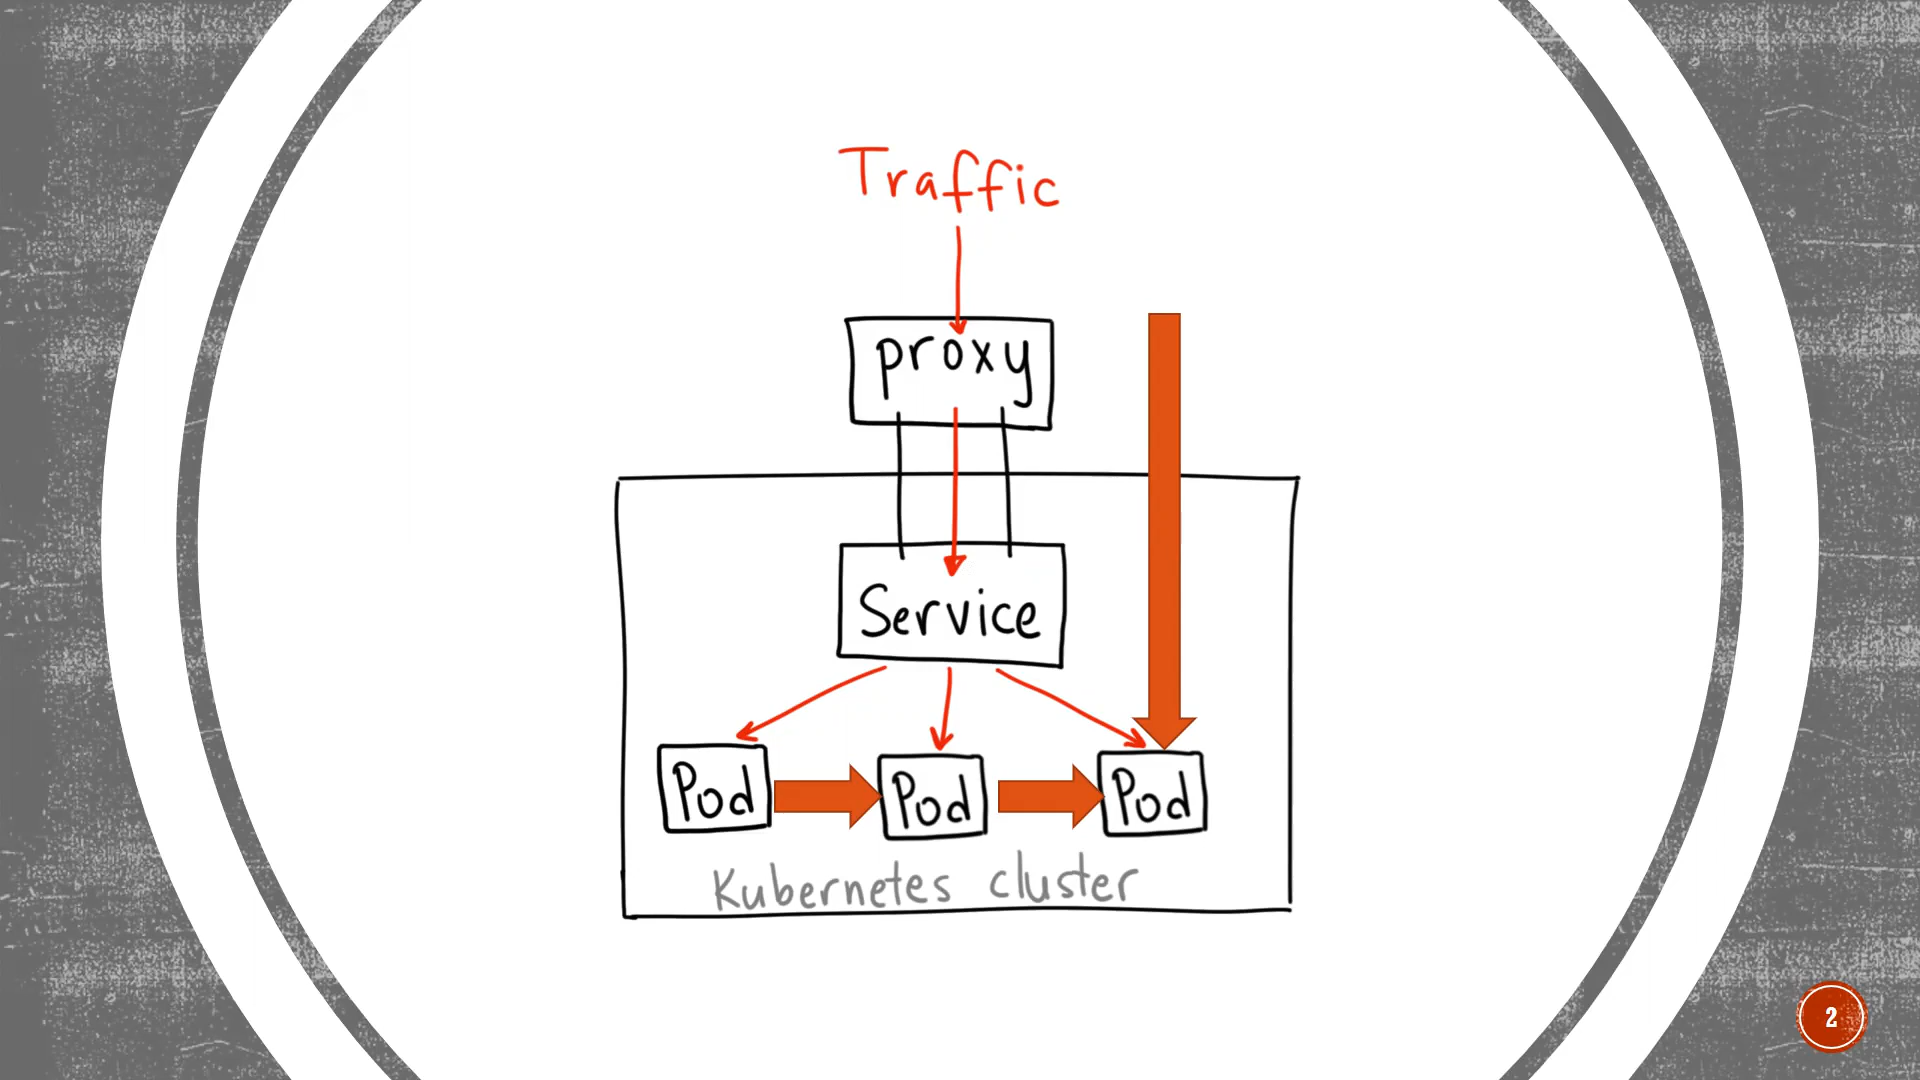 Traffic
proxy
Service
Pod Pod Pod
Kubernetes cluster
2